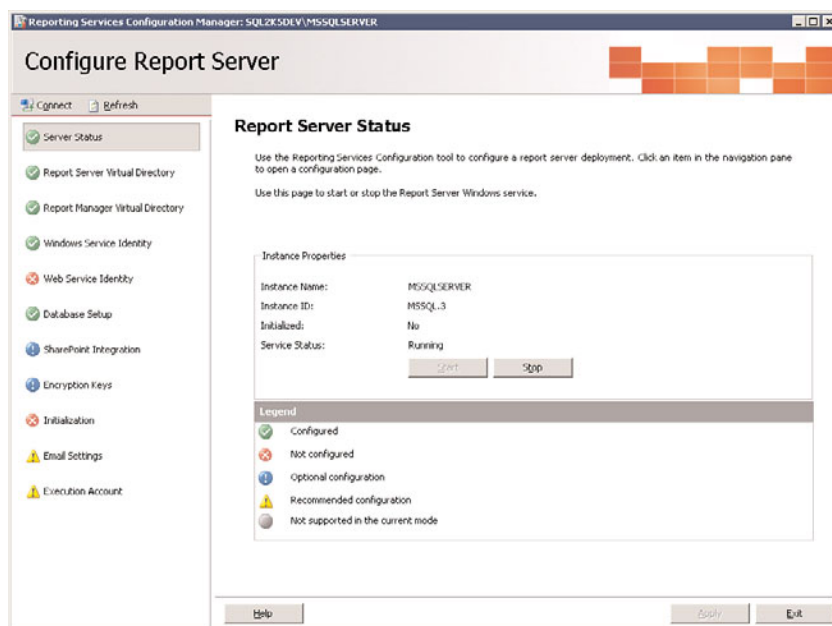 Reporting Services Configuration Manager: SQL2K5DEV\MSSQLSERVER
Configure Report Server
Connect Refresh
Server Status
Report Server Virtual Directory
Report Manager Virtual Directory
Windows Service Identity
Web Service Identity
Database Setup
SharePoint Integration
Encryption Keys
Initialization
Email Settings
Execution Account
Report Server Status
Use the Reporting Services Configuration tool to configure a report server deployment. Click an item in the navigation pane
to open a configuration page.
Use this page to start or stop the Report Server Windows service.
Instance Properties
Instance Name: MSSQLSERVER
Instance ID: MSSQL.3
Initialized: No
Service Status: Running
Start Stop
Legend
Configured
Not configured
Optional configuration
Recommended configuration
Not supported in the current mode
Help Apply Exit